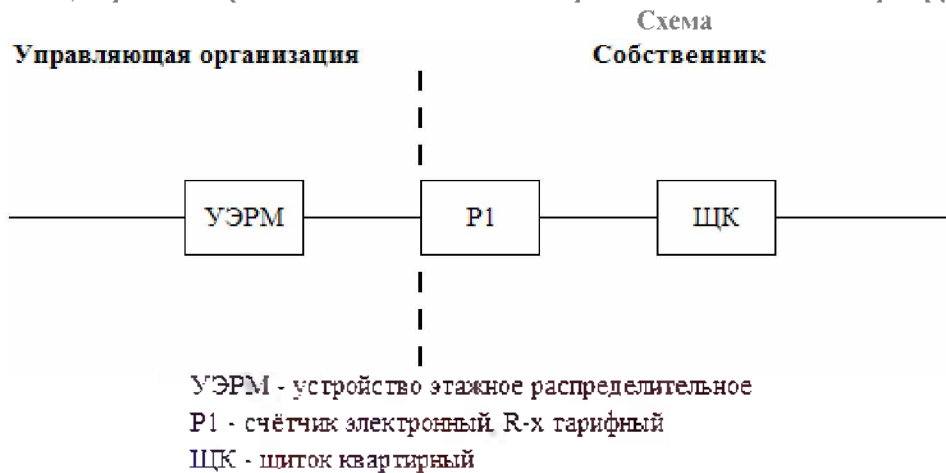 Схема
Управляющая организация Собственник
УЭРМ Р1 ЩК
УЭРМ - устройство этажное распределительное
Р1 - счётчик электронный, R-х тарифный
ЩК - щиток квартирный